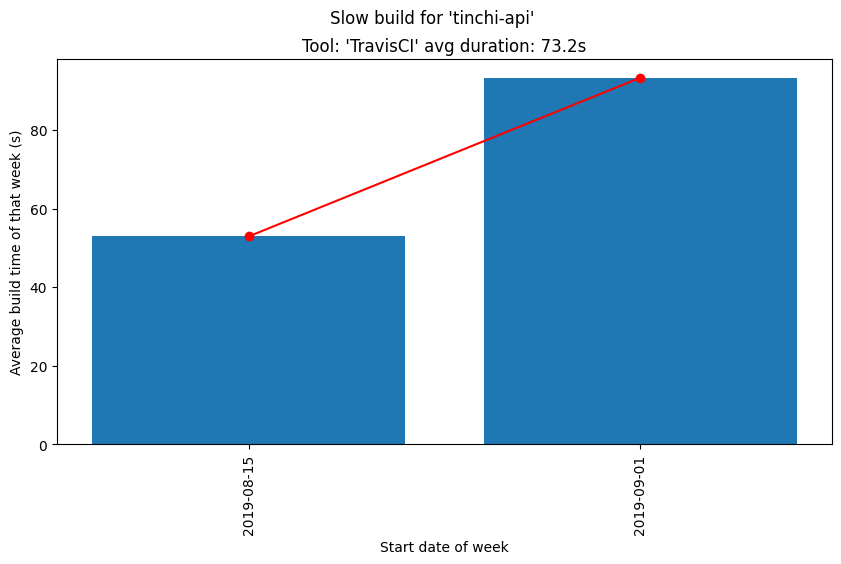 Slow build for 'tinchi-api'
Tool: 'TravisCI' avg duration: 73.2s
Average build time of that week (s)
80
60
40
20
0
2019-08-15
2019-09-01
Start date of week